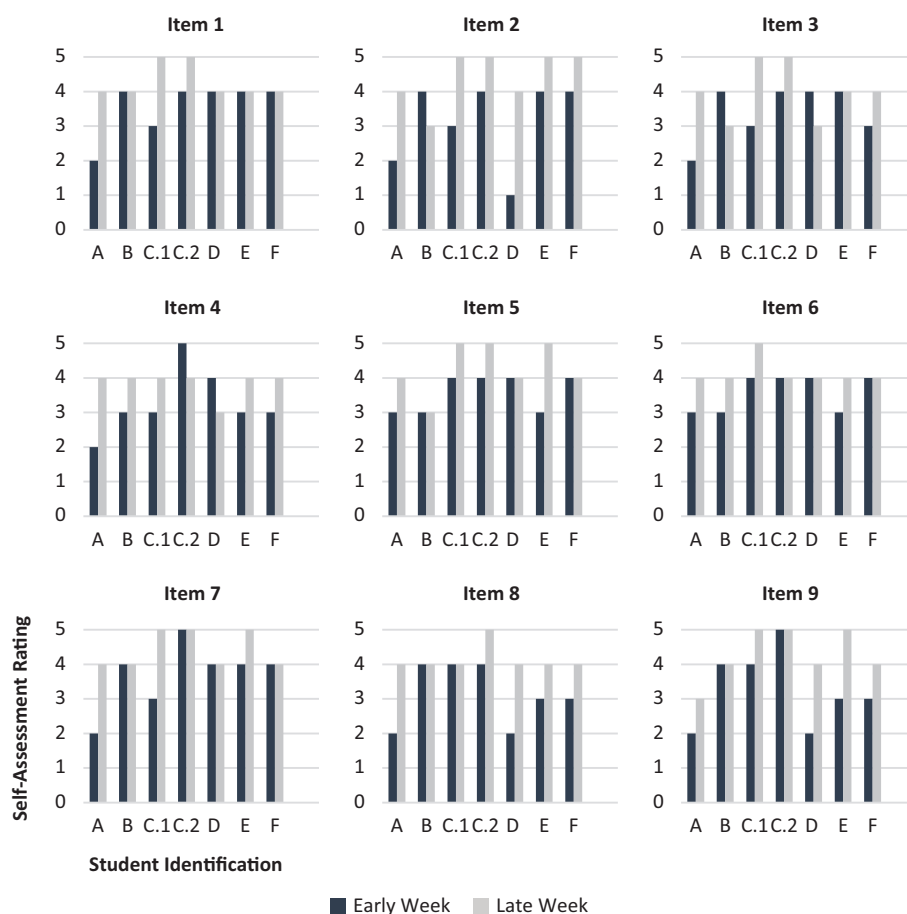 Item 1
Item 2
Item 3
5
4
3
2
1
0
A B C.1 C.2 D E F
5
4
3
2
1
0
A B C.1 C.2 D E F
5
4
3
2
1
0
A B C.1 C.2 D E F
Item 4
Item 5
Item 6
5
4
3
2
1
0
A B C.1 C.2 D E F
5
4
3
2
1
0
A B C.1 C.2 D E F
5
4
3
2
1
0
A B C.1 C.2 D E F
Item 7
Item 8
Item 9
Self-Assessment Rating
5
4
3
2
1
0
A B C.1 C.2 D E F
5
4
3
2
1
0
A B C.1 C.2 D E F
5
4
3
2
1
0
A B C.1 C.2 D E F
Student Identification
Early Week Late Week